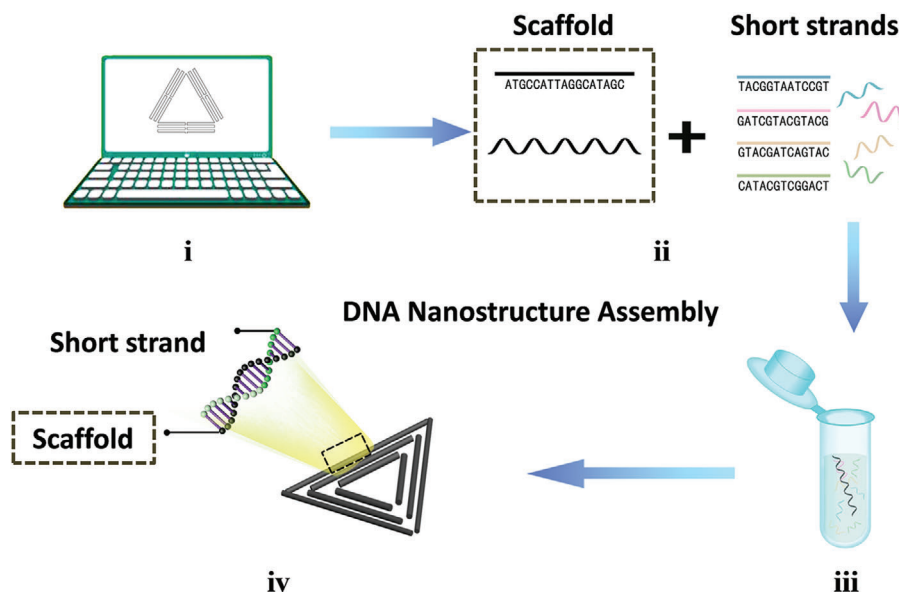 Scaffold
ATGCCATTAGGCATAGC
+
Short strands
TACGGTAATCCGT
GATCGTACGTACG
GTACGATCAGTAC
CATACGTCGGACT
i
ii
DNA Nanostructure Assembly
Short strand
Scaffold
iv
iii